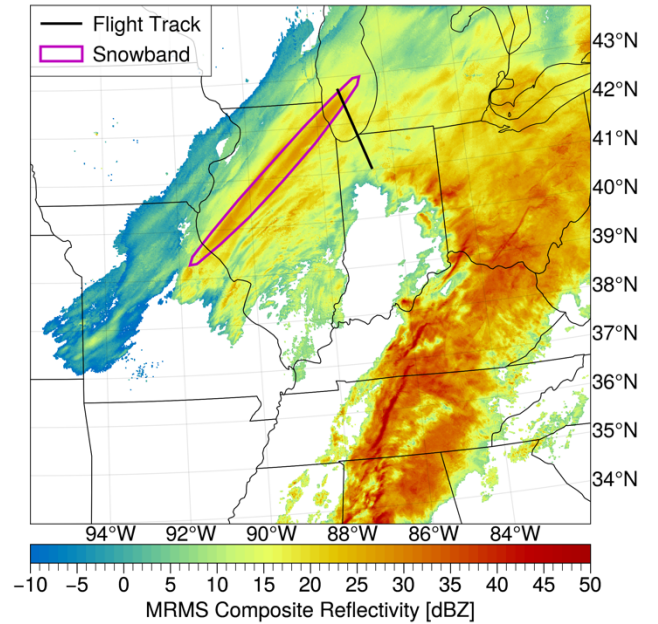 Flight Track
Snowband
43°N
42°N
41°N
40°N
39°N
38°N
37°N
36°N
35°N
34°N
94°W 92°W 90°W 88°W 86°W 84°W
−10 −5 0 5 10 15 20 25 30 35 40 45 50
MRMS Composite Reflectivity [dBZ]